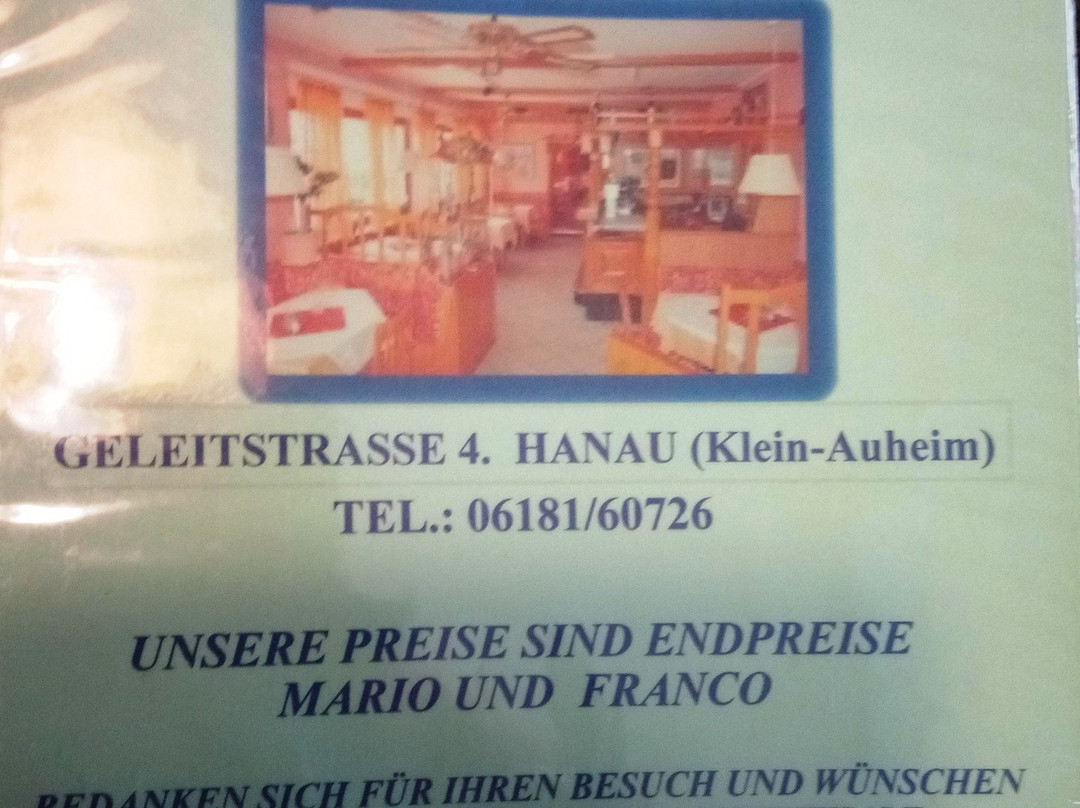 GELEITSTRASSE 4. HANAU (Klein-Auheim)
TEL.: 06181/60726
UNSERE PREISE SIND ENDPREISE
MARIO UND FRANCO
BEDANKEN SICH FÜR IHREN BESUCH UND WÜNSCHEN